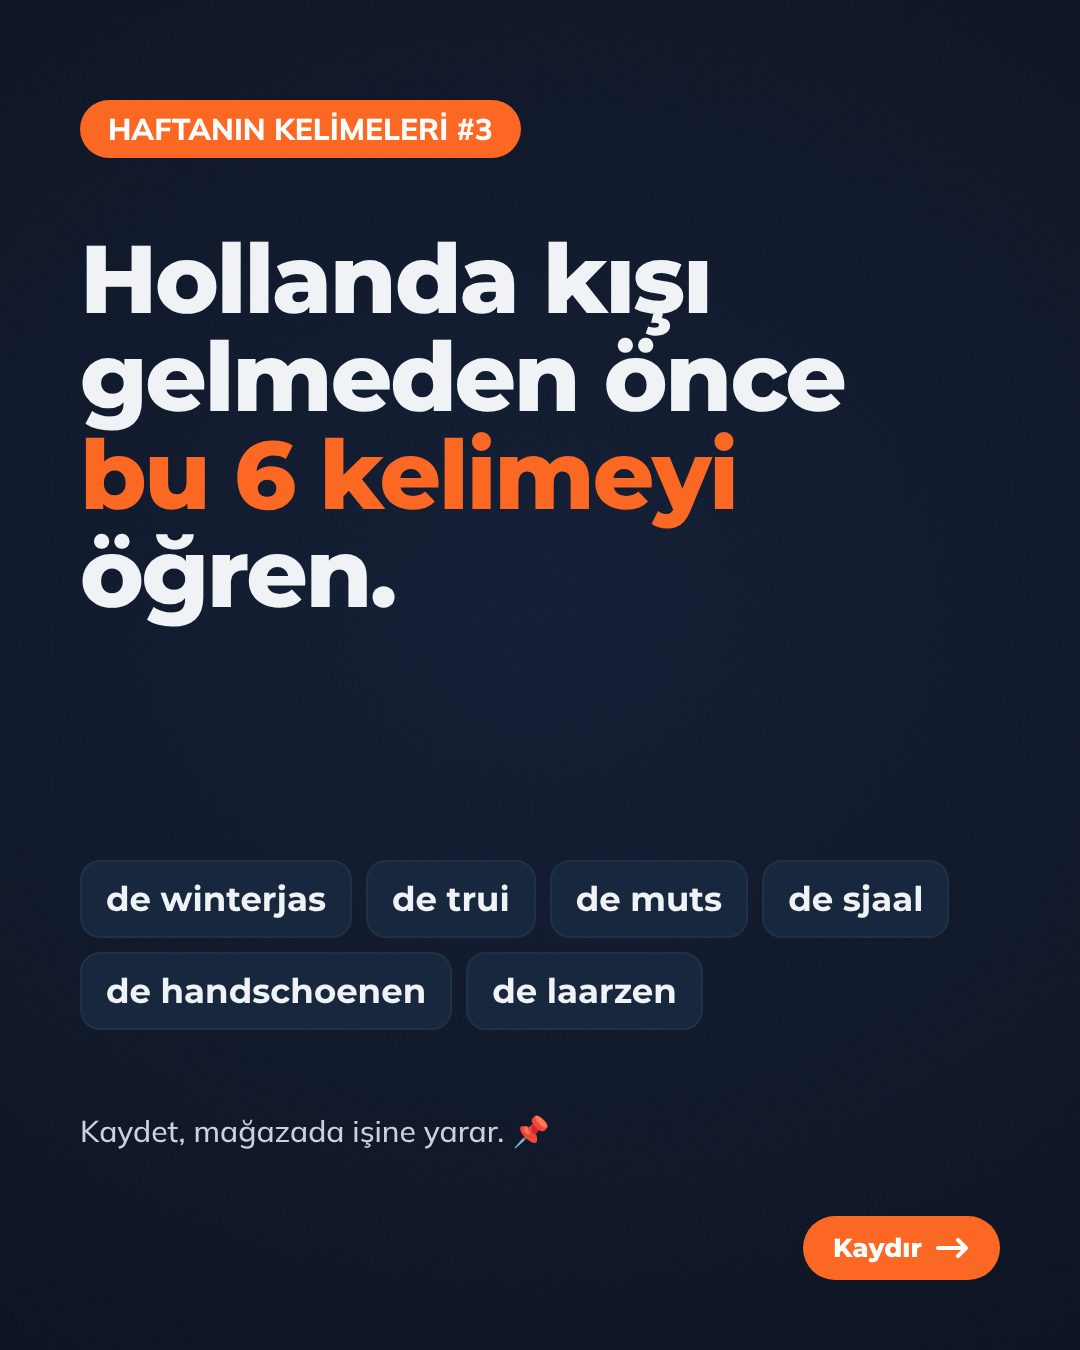 HAFTANIN KELİMELERİ #3
Hollanda kışı
gelmeden önce
bu 6 kelimeyi
öğren.
de winterjas de trui de muts de sjaal
de handschoenen de laarzen
Kaydet, mağazada işine yarar. 📌
Kaydır →